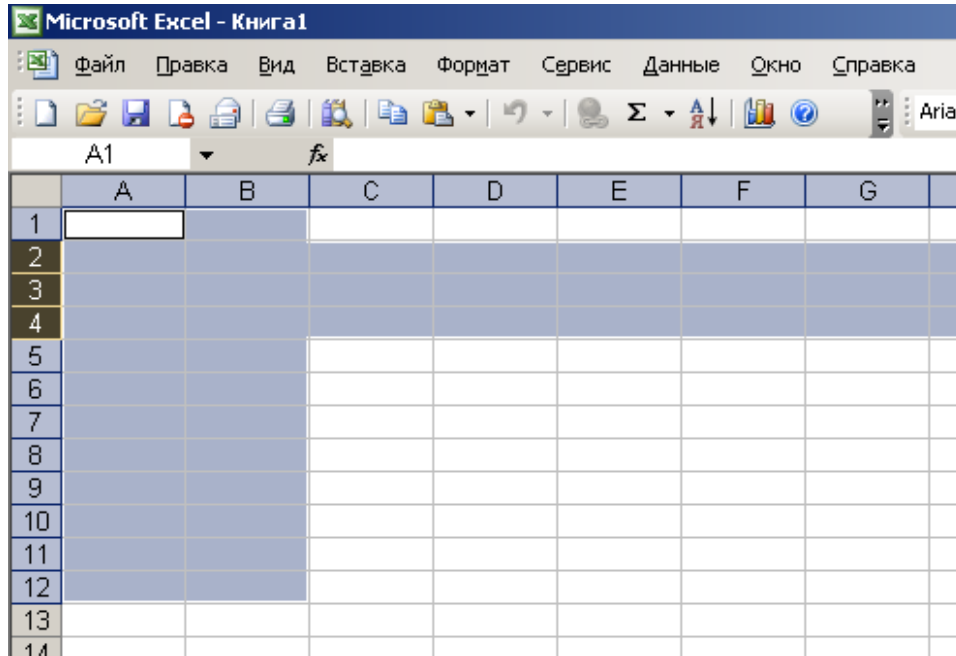 Microsoft Excel - Книга1
Файл Правка Вид Вставка Формат Сервис Данные Окно Справка
Σ А Я Aria
A1 fx
A B C D E F G
1
2
3
4
5
6
7
8
9
10
11
12
13
14